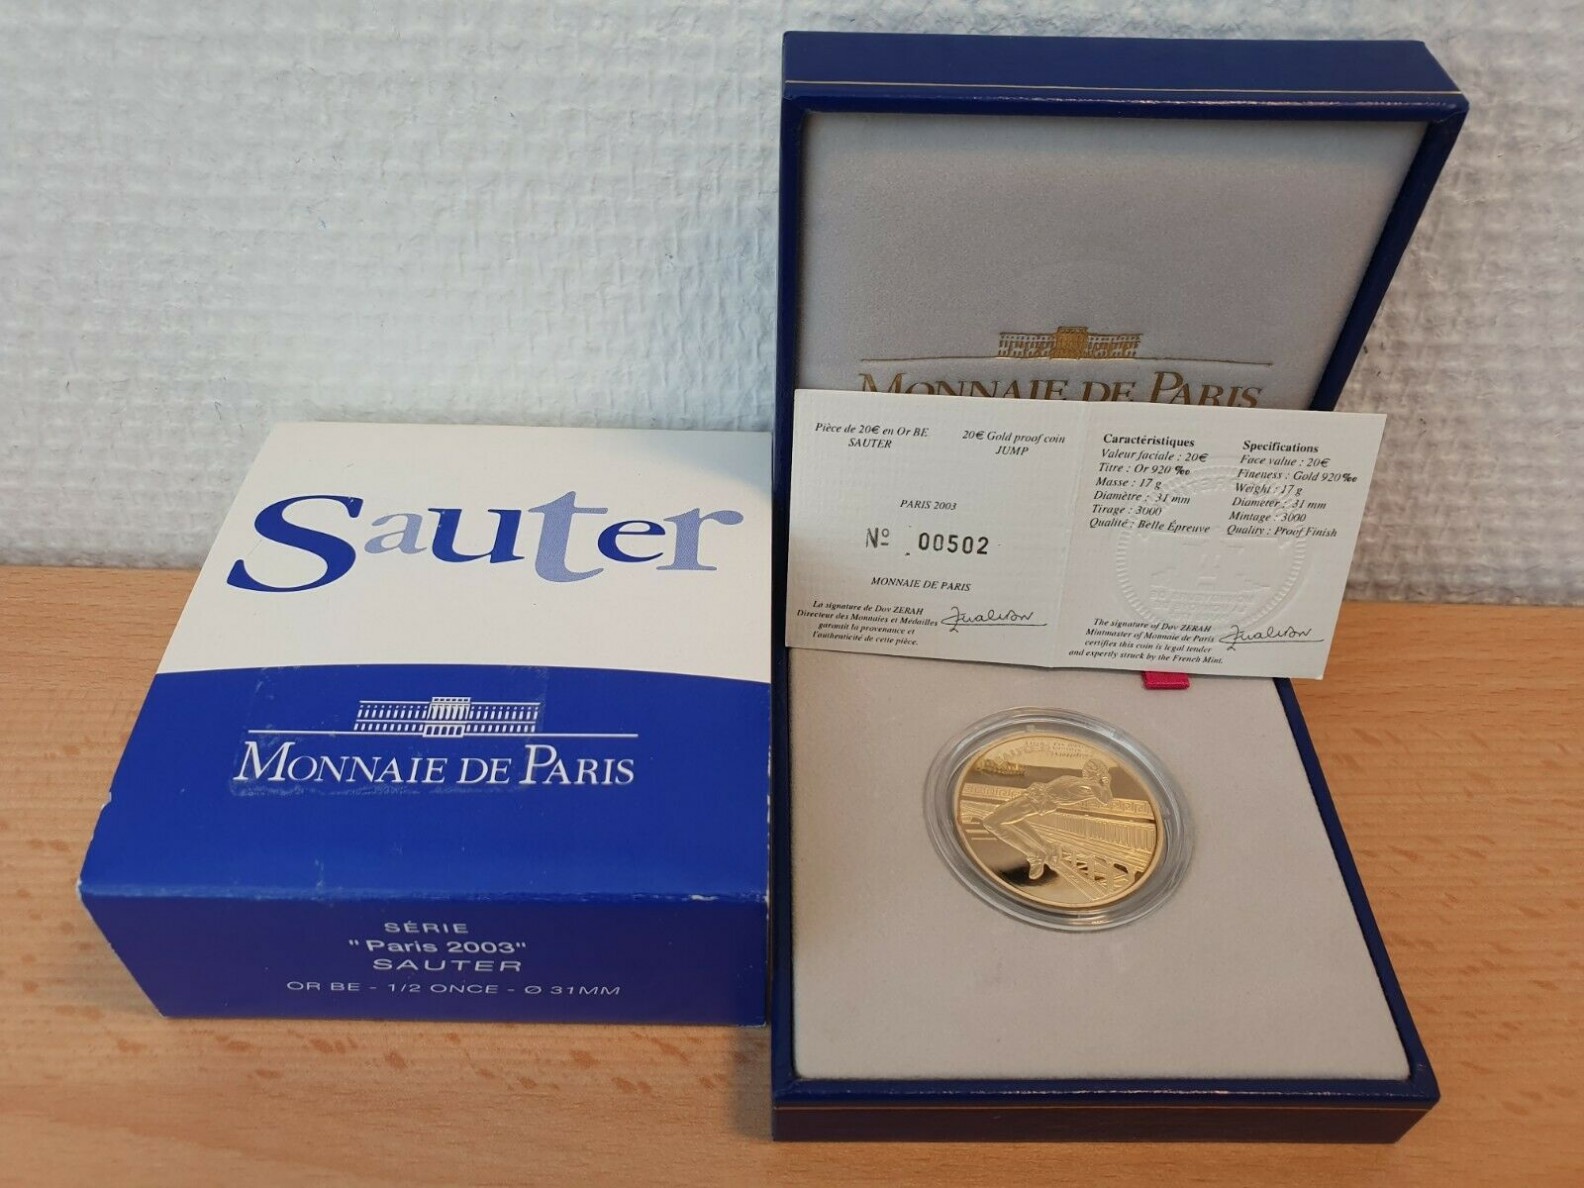 Sauter
MONNAIE DE PARIS
SÉRIE
"Paris 2003"
SAUTER
OR BE - 1/2 ONCE - Ø 31MM
MONNAIE DE PARIS
Pièce de 20€ en Or BE
SAUTER
20€ Gold proof coin
JUMP
PARIS 2003
Nº 00502
MONNAIE DE PARIS
La signature de Dov ZERAH
Directeur des Monnaies et Médailles
garantit la provenance et
l'authenticité de cette pièce.
Caractéristiques
Valeur faciale : 20€
Titre : Or 920 ‰
Masse : 17 g
Diamètre : 31 mm
Tirage : 3000
Qualité : Belle Épreuve
Specifications
Face value : 20€
Fineness : Gold 920 ‰
Weight : 17 g
Diameter : 31 mm
Mintage : 3000
Quality : Proof Finish
The signature of Dov ZERAH
Mintmaster of Monnaie de Paris
certifies this coin is legal tender
and expertly struck by the French Mint.